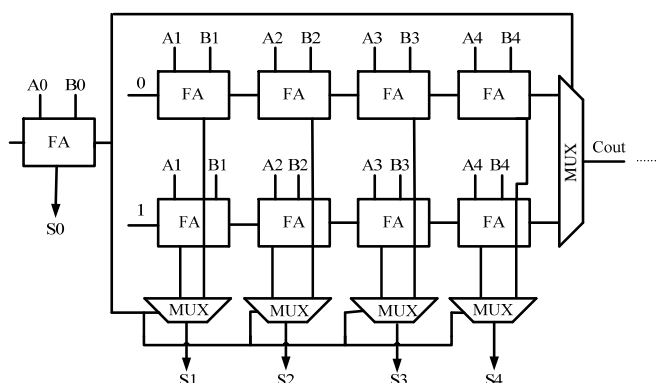 A1 B1 A2 B2 A3 B3 A4 B4
0 FA FA FA FA
A0 B0
FA
MUX
Cout
A1 B1 A2 B2 A3 B3 A4 B4
1 FA FA FA FA
S0
MUX MUX MUX MUX
S1 S2 S3 S4